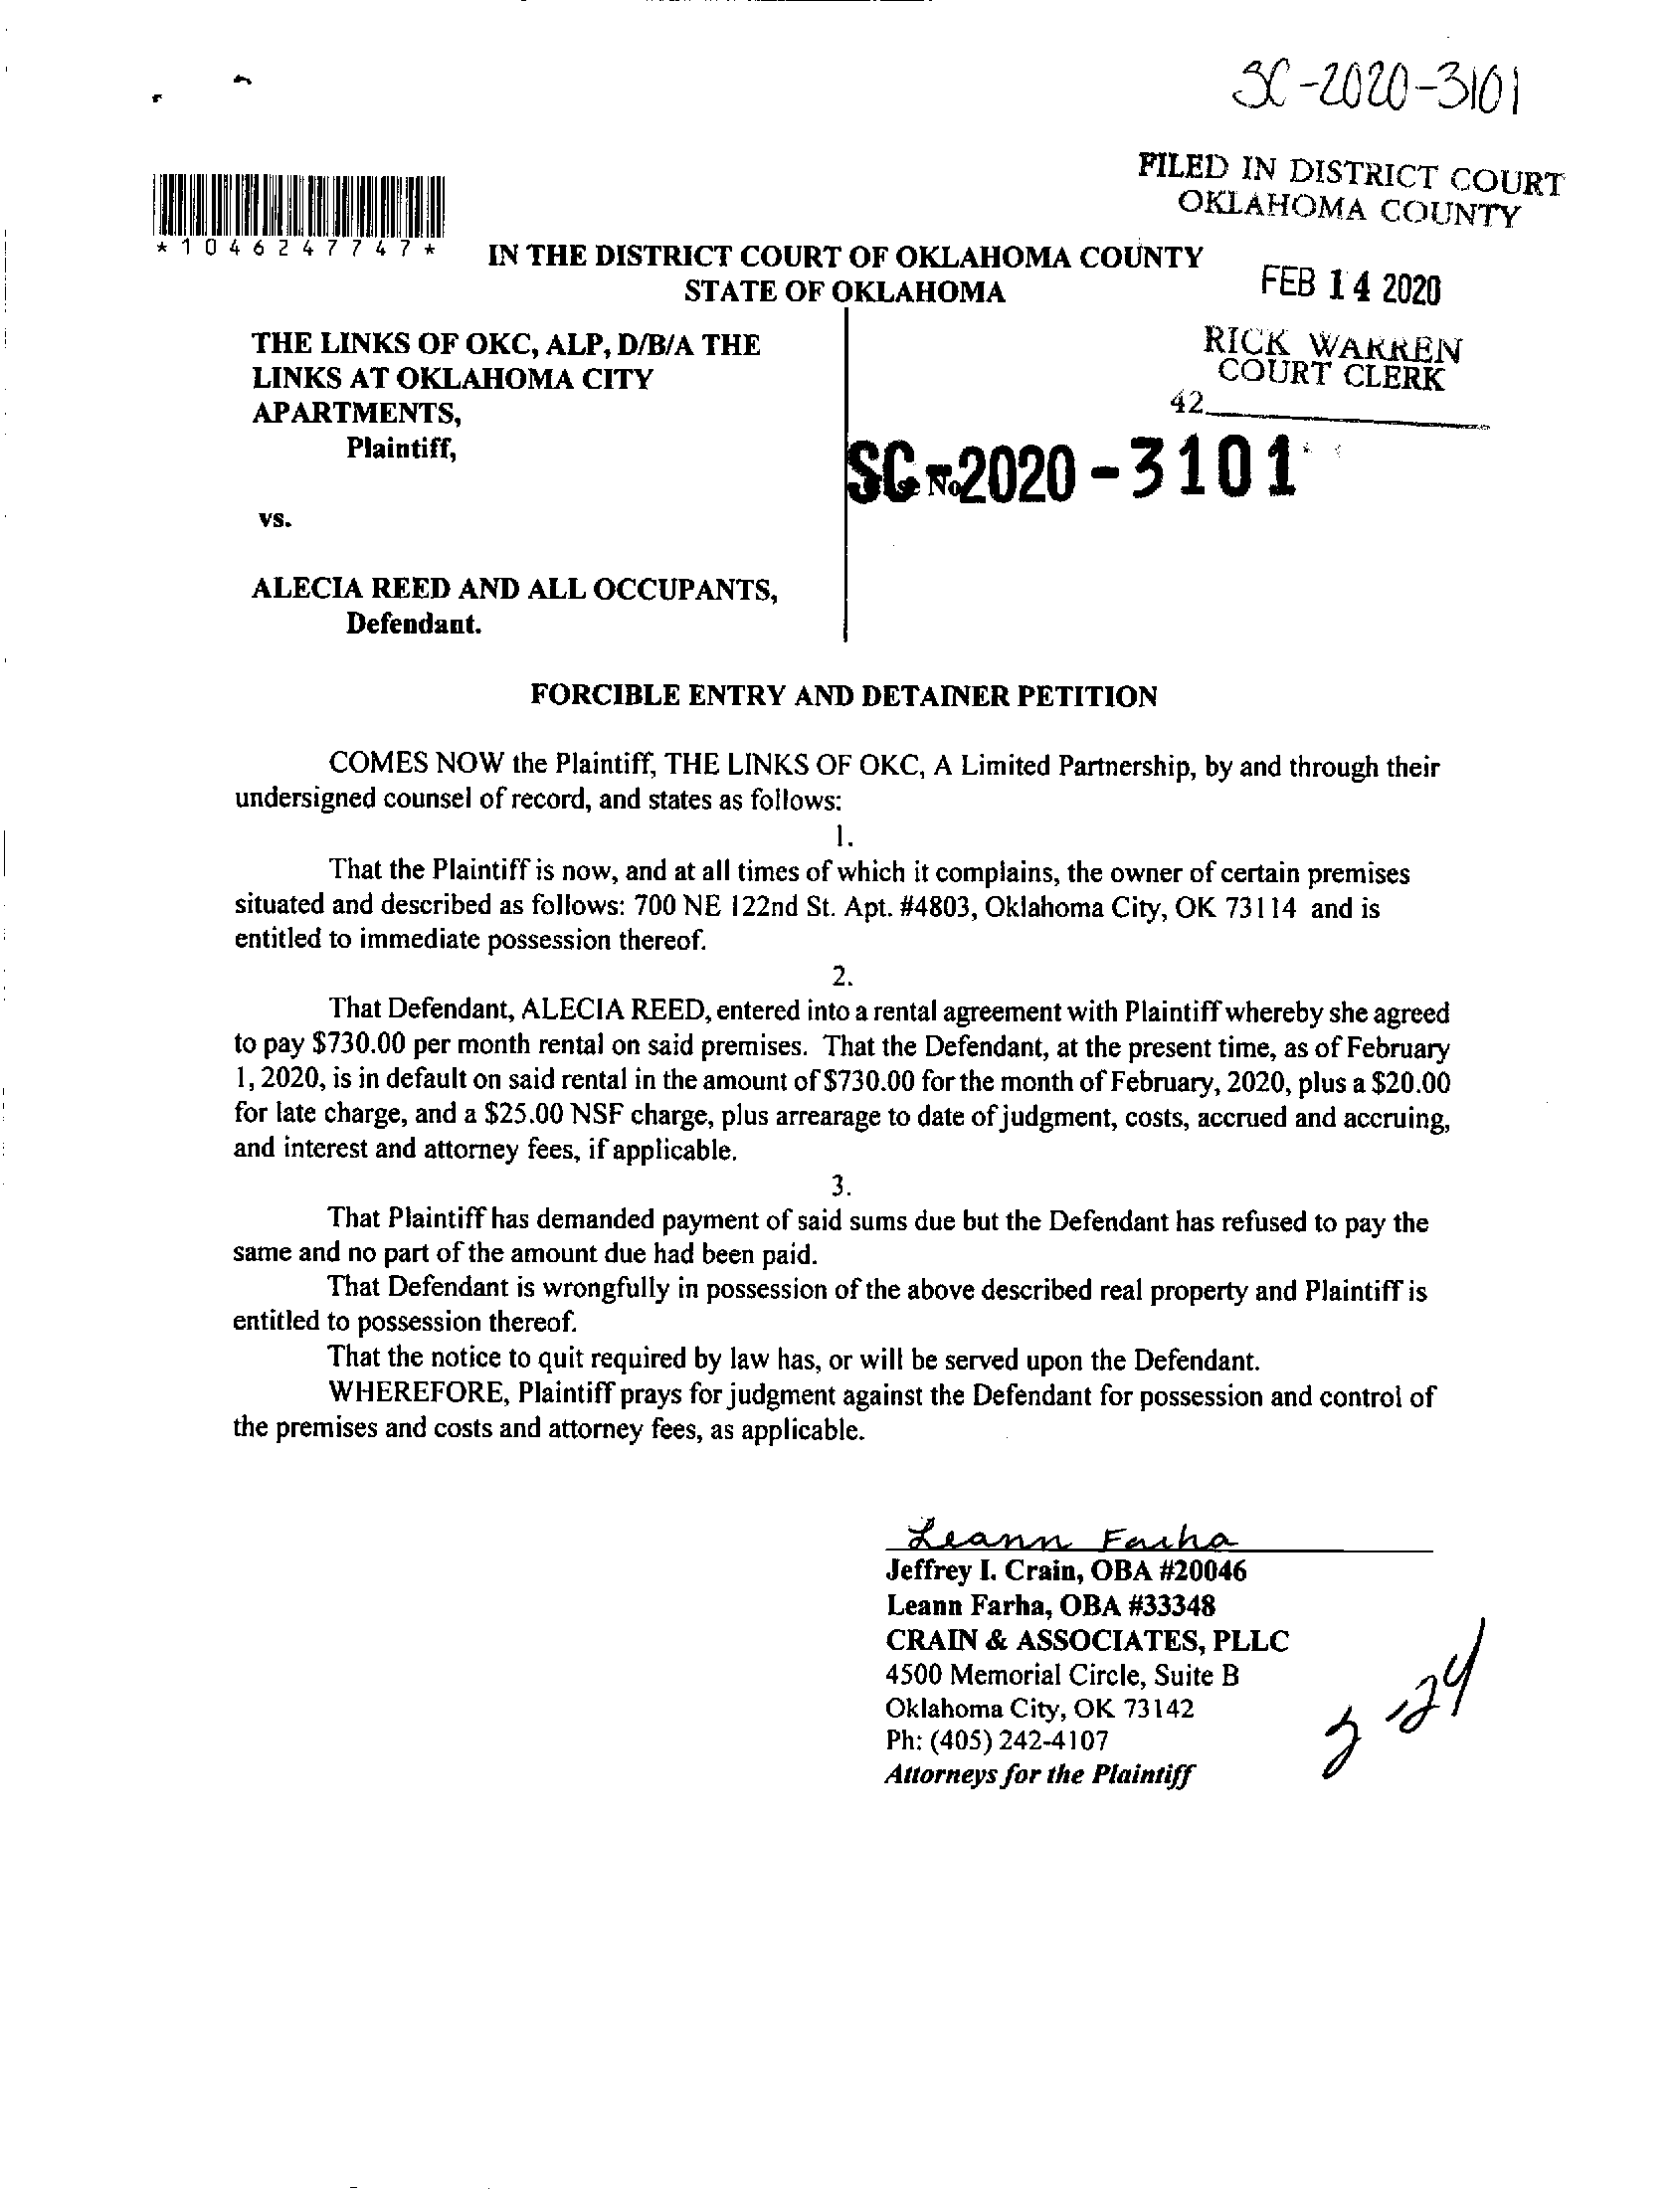 SC-2020-3101
FILED IN DISTRICT COURT
OKLAHOMA COUNTY
*1046247747*
IN THE DISTRICT COURT OF OKLAHOMA COUNTY
STATE OF OKLAHOMA
FEB 14 2020
THE LINKS OF OKC, ALP, D/B/A THE
LINKS AT OKLAHOMA CITY
APARTMENTS,
Plaintiff,
RICK WARREN
COURT CLERK
42
SC-2020-3101
No.
vs.
ALECIA REED AND ALL OCCUPANTS,
Defendant.
FORCIBLE ENTRY AND DETAINER PETITION
COMES NOW the Plaintiff, THE LINKS OF OKC, A Limited Partnership, by and through their
undersigned counsel of record, and states as follows:
1.
That the Plaintiff is now, and at all times of which it complains, the owner of certain premises
situated and described as follows: 700 NE 122nd St. Apt. #4803, Oklahoma City, OK 73114 and is
entitled to immediate possession thereof.
2.
That Defendant, ALECIA REED, entered into a rental agreement with Plaintiff whereby she agreed
to pay $730.00 per month rental on said premises. That the Defendant, at the present time, as of February
1, 2020, is in default on said rental in the amount of $730.00 for the month of February, 2020, plus a $20.00
for late charge, and a $25.00 NSF charge, plus arrearage to date of judgment, costs, accrued and accruing,
and interest and attorney fees, if applicable.
3.
That Plaintiff has demanded payment of said sums due but the Defendant has refused to pay the
same and no part of the amount due had been paid.
That Defendant is wrongfully in possession of the above described real property and Plaintiff is
entitled to possession thereof.
That the notice to quit required by law has, or will be served upon the Defendant.
WHEREFORE, Plaintiff prays for judgment against the Defendant for possession and control of
the premises and costs and attorney fees, as applicable.
Leann Farha
Jeffrey I. Crain, OBA #20046
Leann Farha, OBA #33348
CRAIN & ASSOCIATES, PLLC
4500 Memorial Circle, Suite B
Oklahoma City, OK 73142
Ph: (405) 242-4107
Attorneys for the Plaintiff
2-24